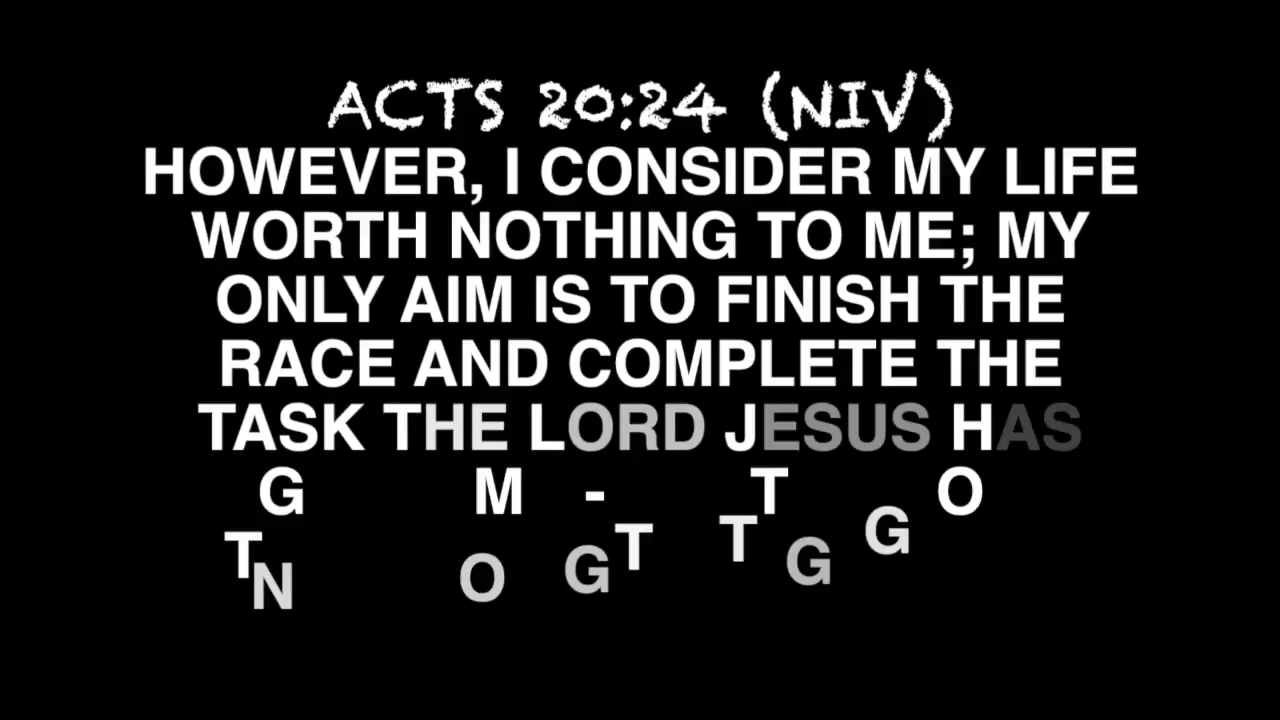 ACTS 20:24 (NIV)
HOWEVER, I CONSIDER MY LIFE
WORTH NOTHING TO ME; MY
ONLY AIM IS TO FINISH THE
RACE AND COMPLETE THE
TASK THE LORD JESUS HAS
G M - T O
T T T G
N O G G